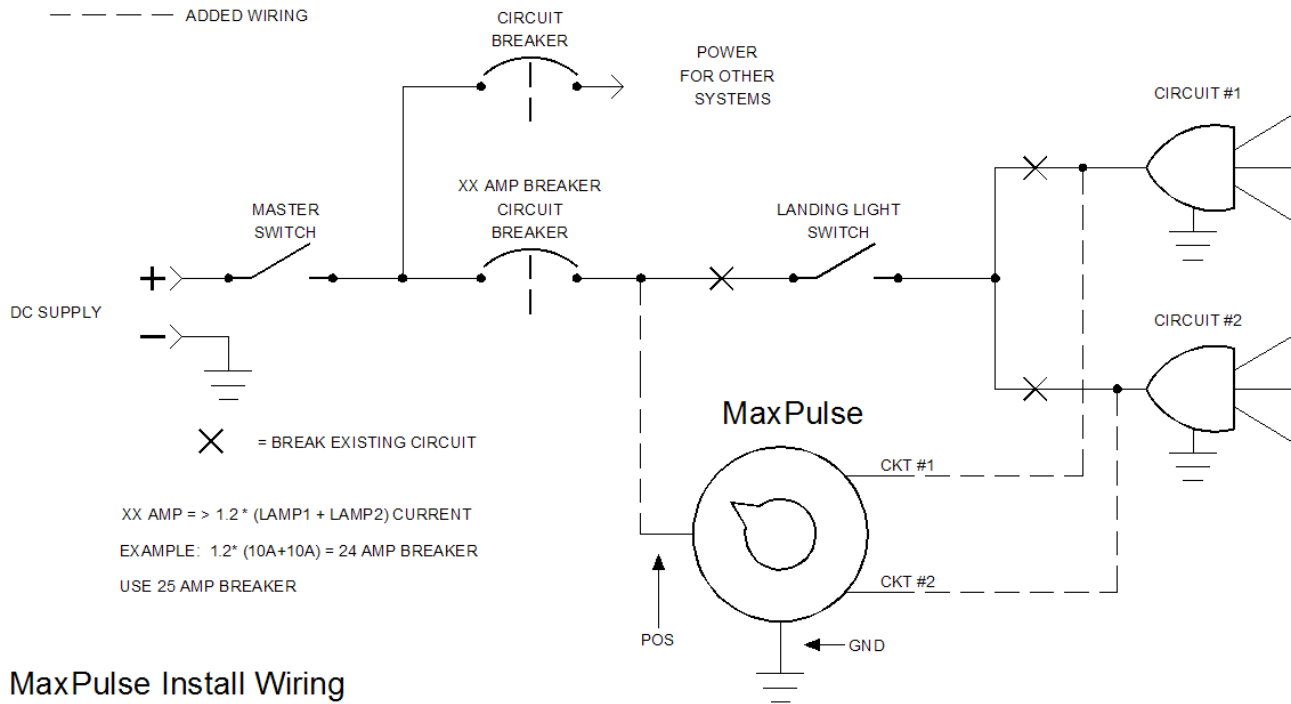 ADDED WIRING
CIRCUIT
BREAKER
POWER
FOR OTHER
SYSTEMS
CIRCUIT #1
XX AMP BREAKER
CIRCUIT
BREAKER
MASTER
SWITCH
LANDING LIGHT
SWITCH
+
DC SUPPLY
−
CIRCUIT #2
MaxPulse
= BREAK EXISTING CIRCUIT
CKT #1
XX AMP = > 1.2 * (LAMP1 + LAMP2) CURRENT
EXAMPLE: 1.2* (10A+10A) = 24 AMP BREAKER
USE 25 AMP BREAKER
CKT #2
POS
GND
MaxPulse Install Wiring